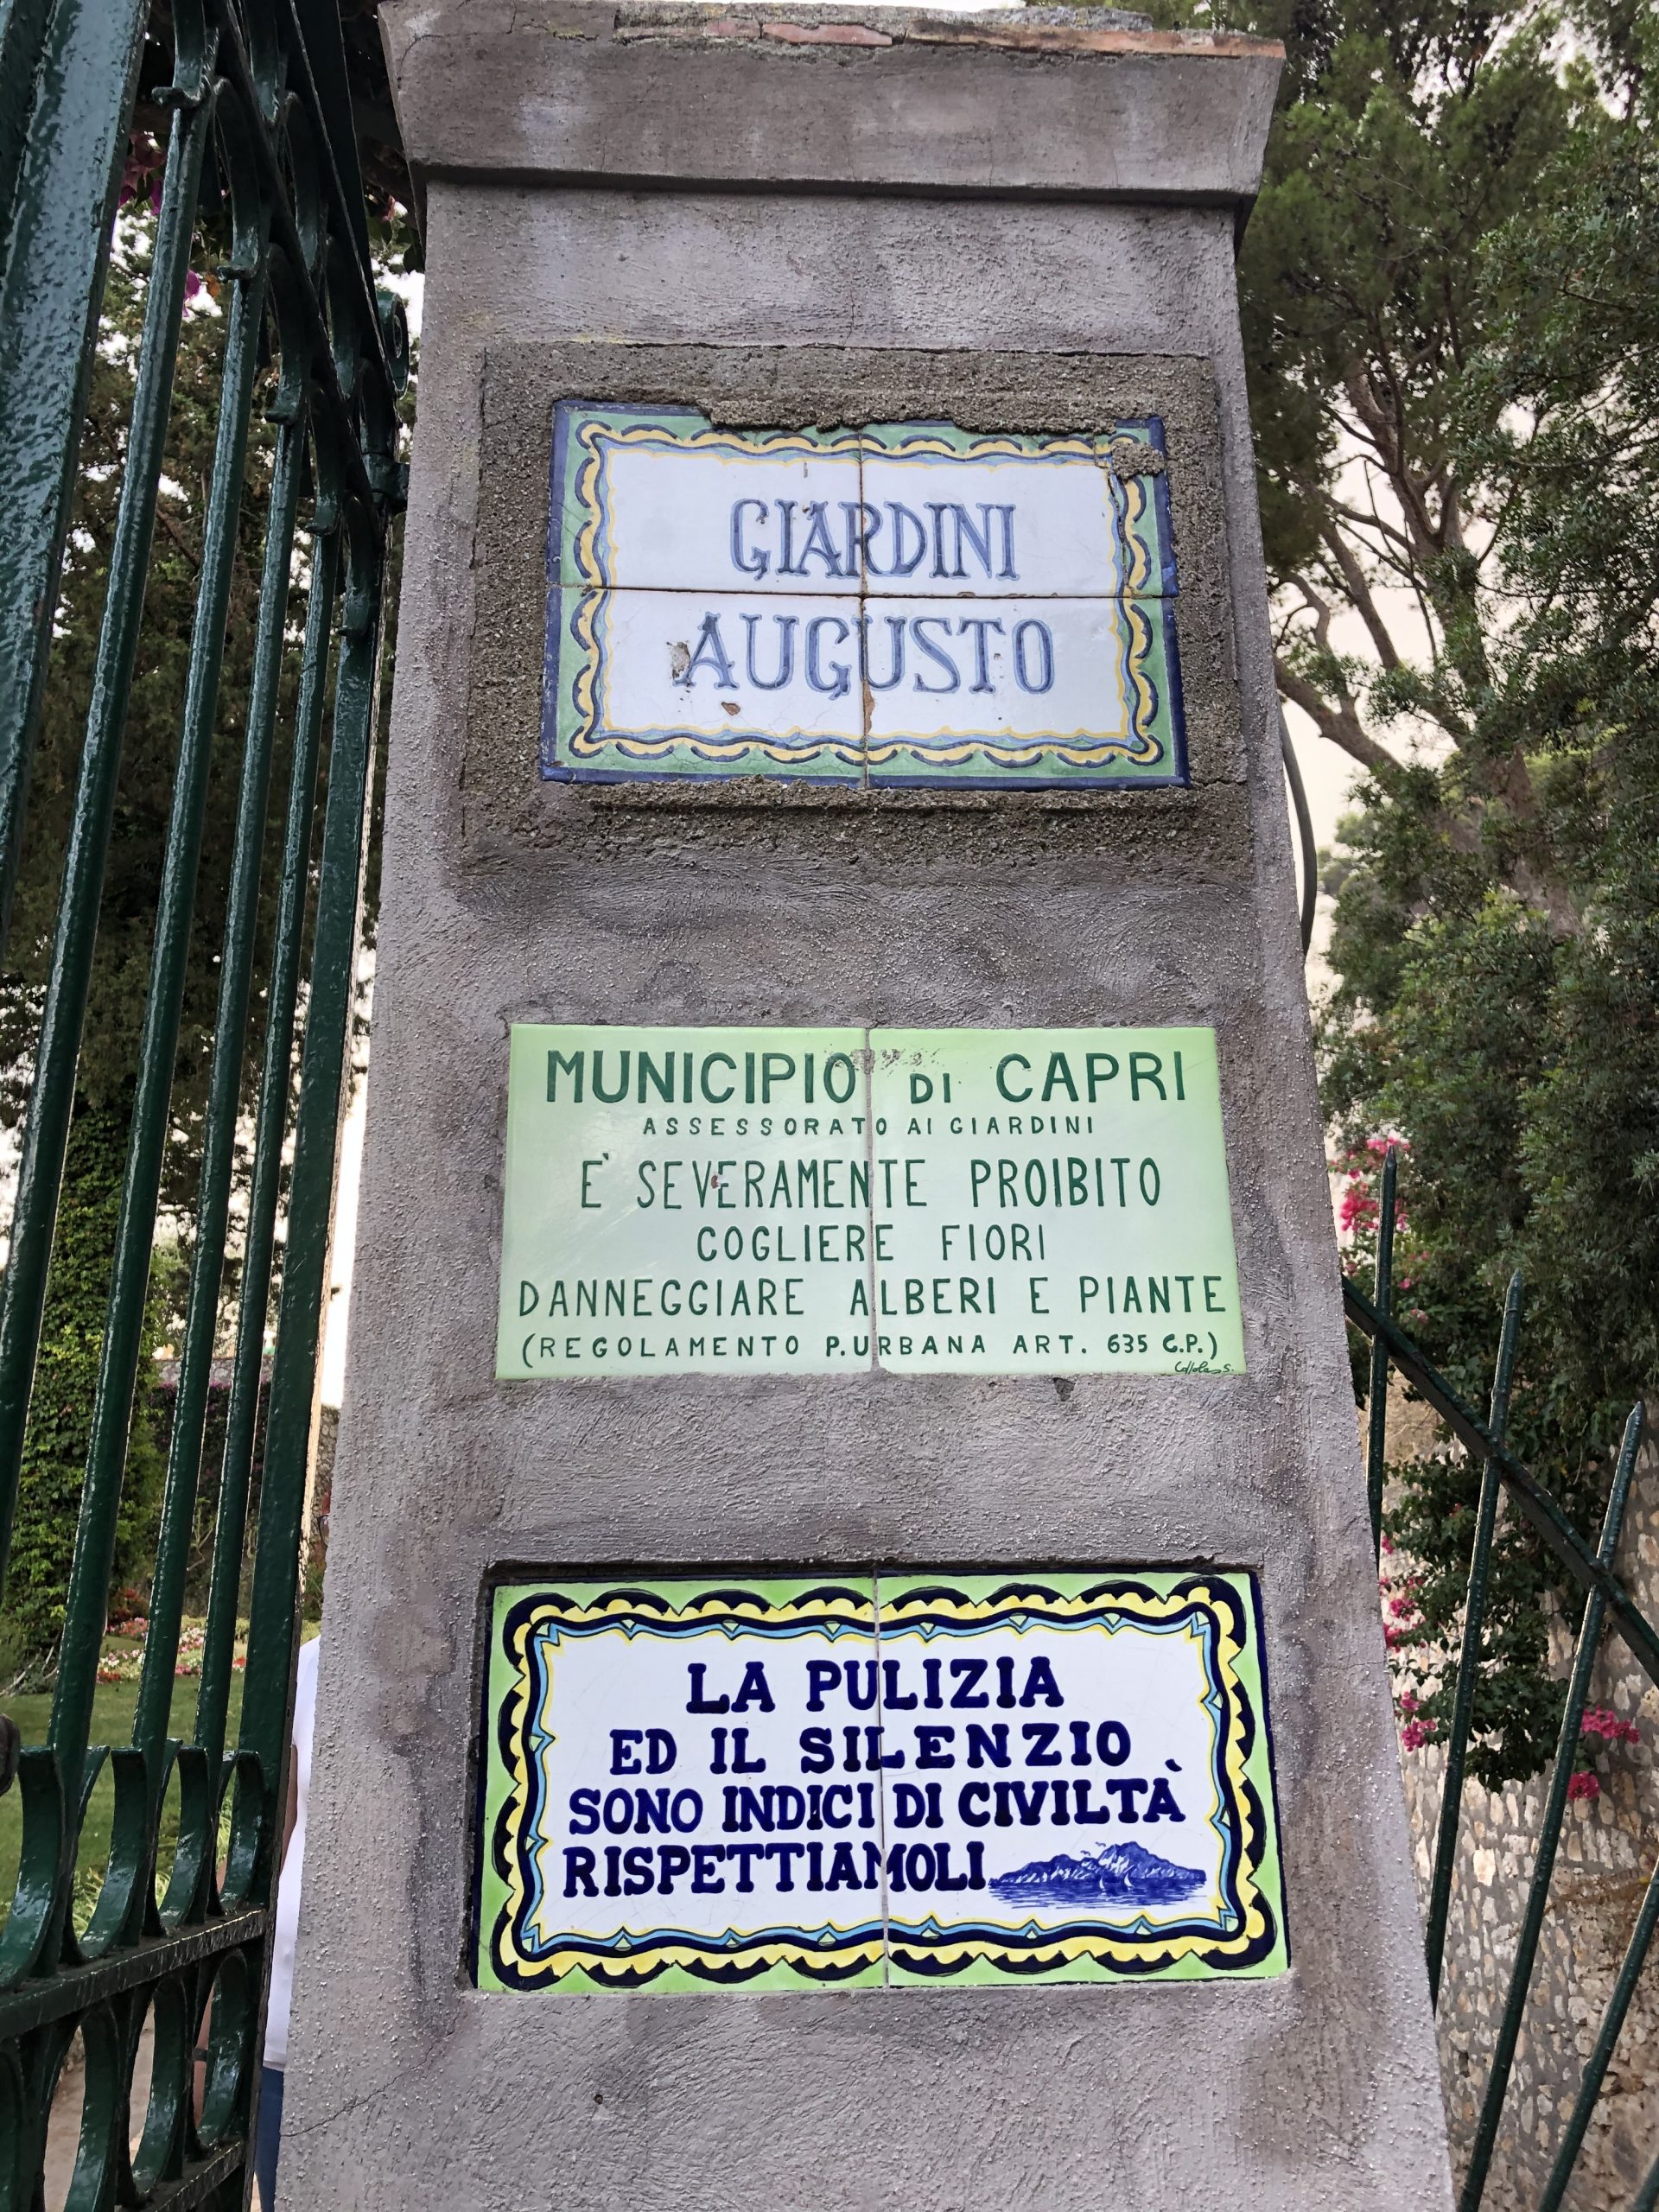 GIARDINI
AUGUSTO
MUNICIPIO DI CAPRI
ASSESSORATO AI GIARDINI
E' SEVERAMENTE PROIBITO
COGLIERE FIORI
DANNEGGIARE ALBERI E PIANTE
(REGOLAMENTO P.URBANA ART. 635 C.P.)
LA PULIZIA
ED IL SILENZIO
SONO INDICI DI CIVILTÀ
RISPETTIAMOLI